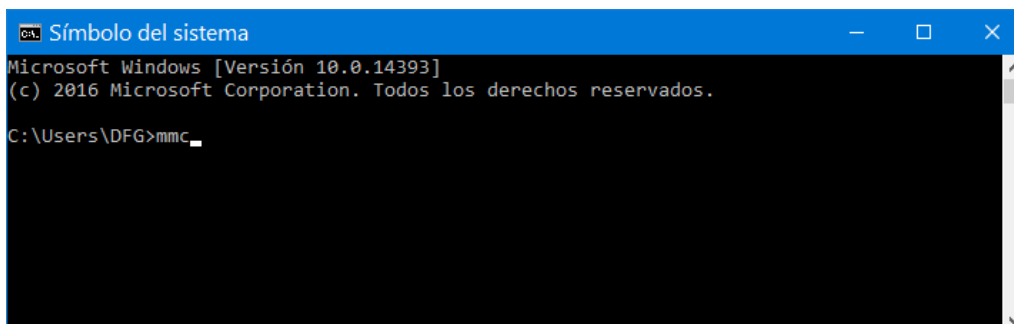 Símbolo del sistema
Microsoft Windows [Versión 10.0.14393]
(c) 2016 Microsoft Corporation. Todos los derechos reservados.
C:\Users\DFG>mmc